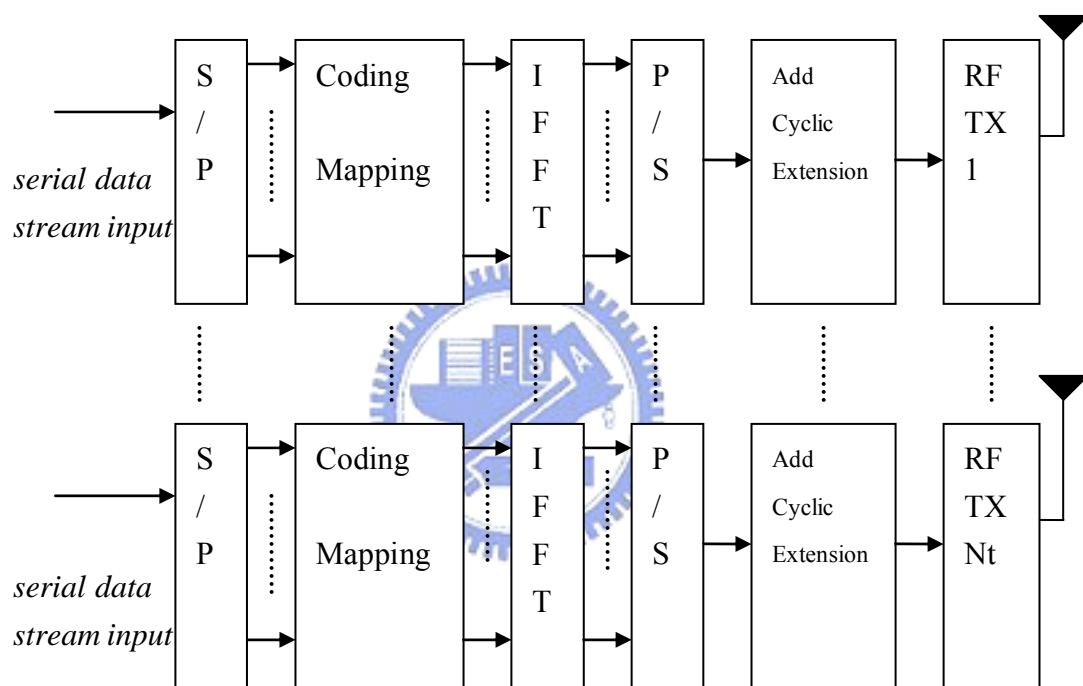 S / P
Coding
Mapping
I F F T
P / S
Add
Cyclic
Extension
RF
TX
1
serial data
stream input
E S A
S / P
Coding
Mapping
I F F T
P / S
Add
Cyclic
Extension
RF
TX
Nt
serial data
stream input